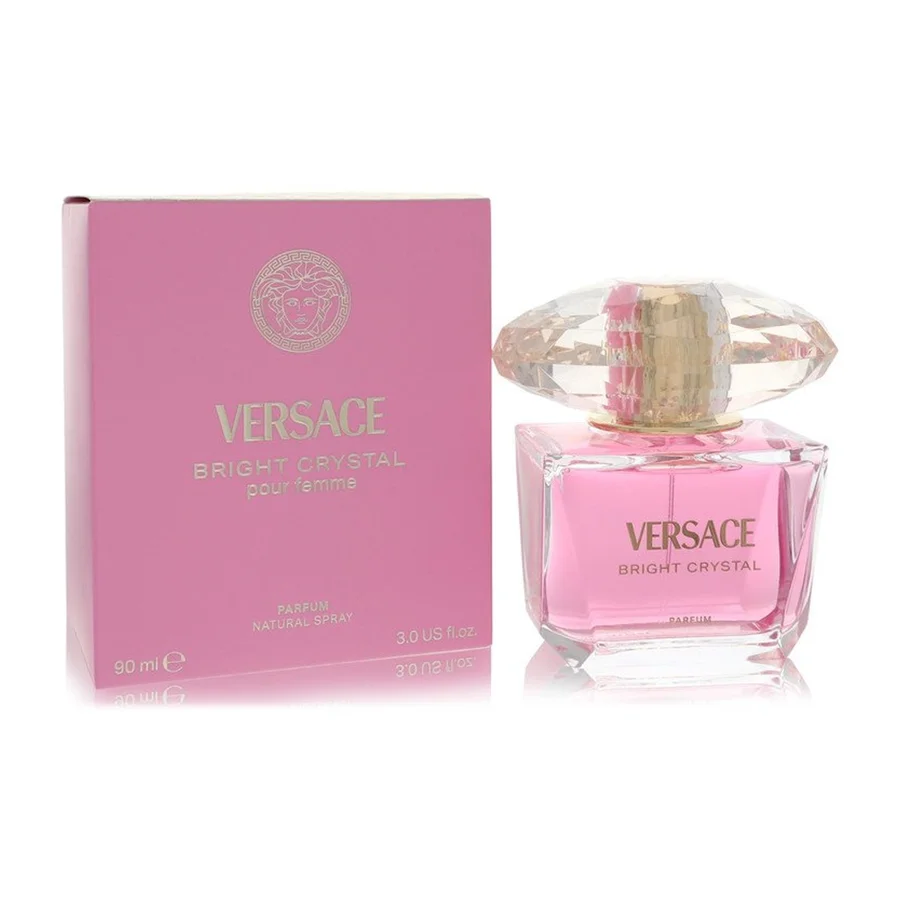 VERSACE
BRIGHT CRYSTAL
pour femme
PARFUM
NATURAL SPRAY
90 ml ℮
3.0 US fl.oz.
VERSACE
BRIGHT CRYSTAL
PARFUM